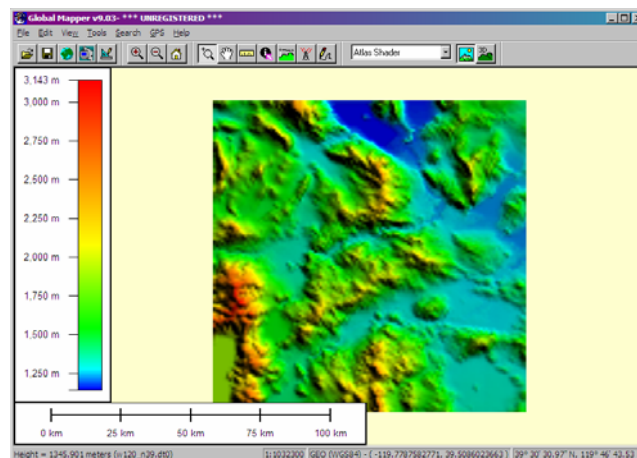 Global Mapper v9.03- *** UNREGISTERED ***
File Edit View Tools Search GPS Help
Atlas Shader
3D
3,143 m
3,000 m
2,750 m
2,500 m
2,250 m
2,000 m
1,750 m
1,500 m
1,250 m
0 km 25 km 50 km 75 km 100 km
Height = 1345.901 meters (w120_n39.dt0) 1:1032300 GEO (WGS84) - ( -119.7787582771, 39.5086023663 ) 39° 30' 30.97" N, 119° 46' 43.53